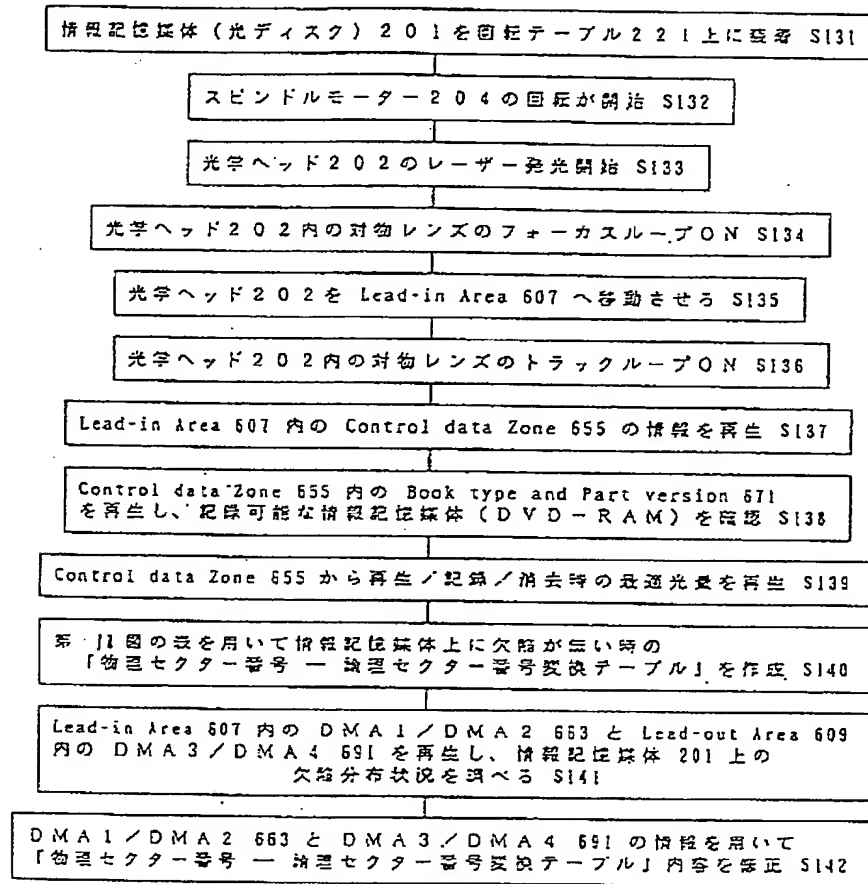 情報記憶媒体（光ディスク）２０１を回転テーブル２２１上に装着 S131
スピンドルモーター２０４の回転が開始 S132
光学ヘッド２０２のレーザー発光開始 S133
光学ヘッド２０２内の対物レンズのフォーカスループＯＮ S134
光学ヘッド２０２を Lead-in Area 607 へ移動させる S135
光学ヘッド２０２内の対物レンズのトラックループＯＮ S136
Lead-in Area 607 内の Control data Zone 655 の情報を再生 S137
Control data Zone 655 内の Book type and Part version 671
を再生し、記録可能な情報記憶媒体（ＤＶＤ－ＲＡＭ）を確認 S138
Control data Zone 655 から再生／記録／消去時の最適光量を再生 S139
第 11 図の表を用いて情報記憶媒体上に欠陥が無い時の
「物理セクター番号 － 論理セクター番号変換テーブル」を作成 S140
Lead-in Area 607 内の ＤＭＡ１／ＤＭＡ２ 663 と Lead-out Area 609
内の ＤＭＡ３／ＤＭＡ４ 691 を再生し、情報記憶媒体 201 上の
欠陥分布状況を調べる S141
ＤＭＡ１／ＤＭＡ２ 663 と ＤＭＡ３／ＤＭＡ４ 691 の情報を用いて
「物理セクター番号 － 論理セクター番号変換テーブル」内容を修正 S142